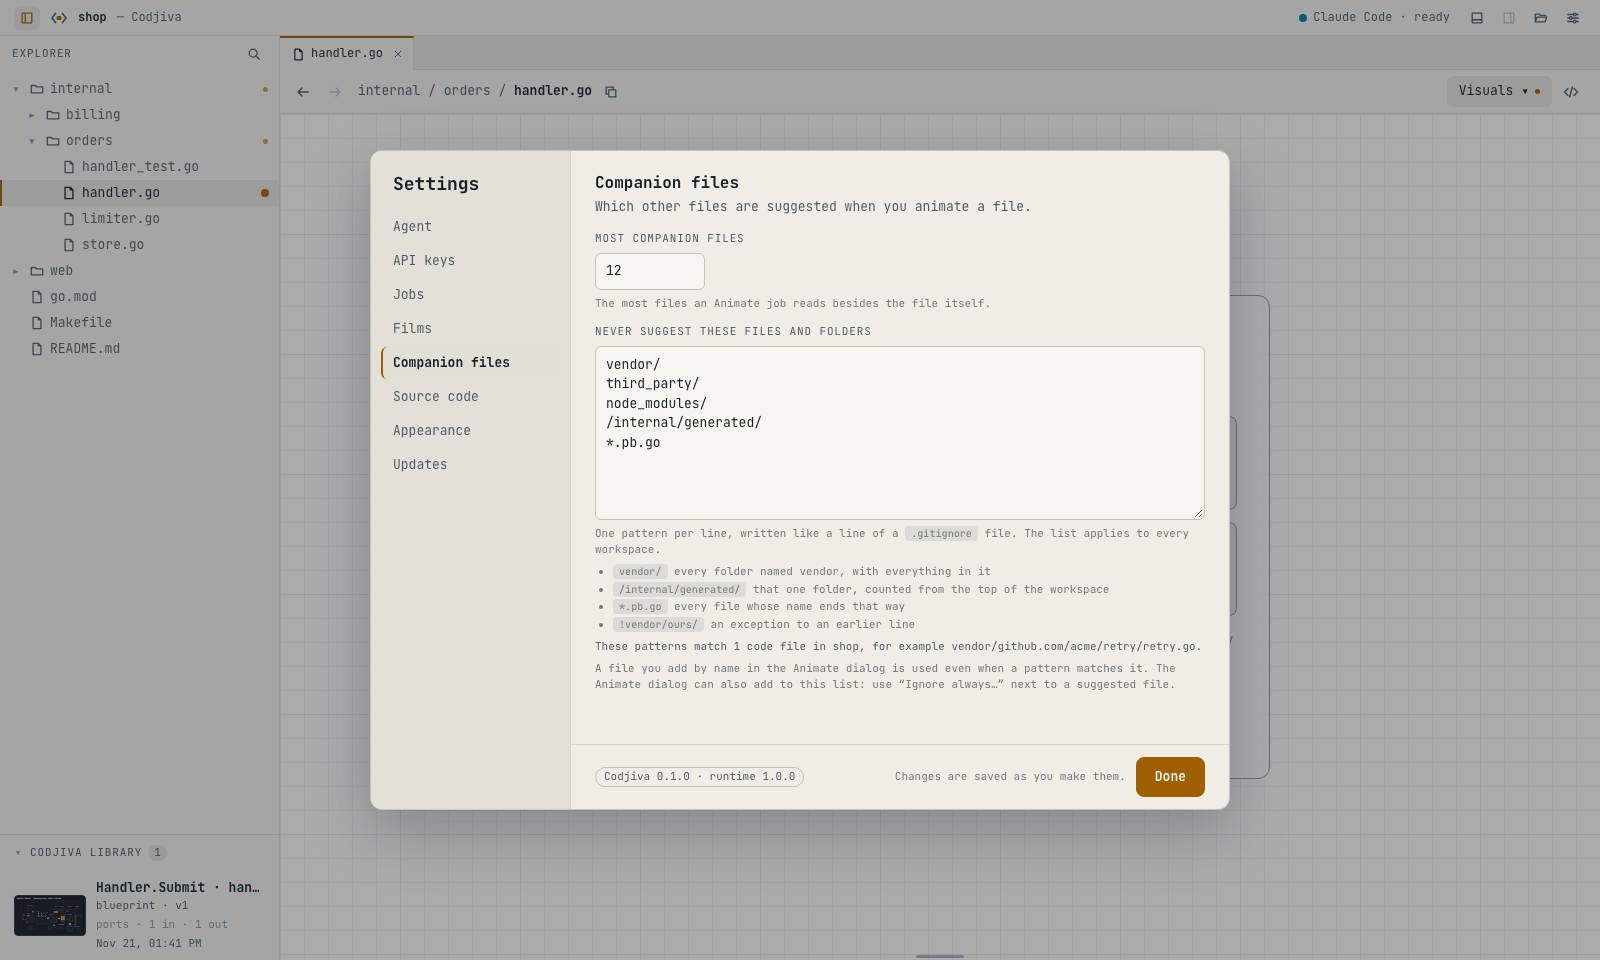 shop — Codjiva
Claude Code · ready
EXPLORER
internal
billing
orders
handler_test.go
handler.go
limiter.go
store.go
web
go.mod
Makefile
README.md
CODJIVA LIBRARY 1
Handler.Submit · han…
blueprint · v1
ports · 1 in · 1 out
Nov 21, 01:41 PM
handler.go ×
internal / orders / handler.go
Visuals
Settings
Agent
API keys
Jobs
Films
Companion files
Source code
Appearance
Updates
Companion files
Which other files are suggested when you animate a file.
MOST COMPANION FILES
12
The most files an Animate job reads besides the file itself.
NEVER SUGGEST THESE FILES AND FOLDERS
vendor/
third_party/
node_modules/
/internal/generated/
*.pb.go
One pattern per line, written like a line of a .gitignore file. The list applies to every
workspace.
• vendor/ every folder named vendor, with everything in it
• /internal/generated/ that one folder, counted from the top of the workspace
• *.pb.go every file whose name ends that way
• !vendor/ours/ an exception to an earlier line
These patterns match 1 code file in shop, for example vendor/github.com/acme/retry/retry.go.
A file you add by name in the Animate dialog is used even when a pattern matches it. The
Animate dialog can also add to this list: use “Ignore always…” next to a suggested file.
Codjiva 0.1.0 · runtime 1.0.0
Changes are saved as you make them.
Done